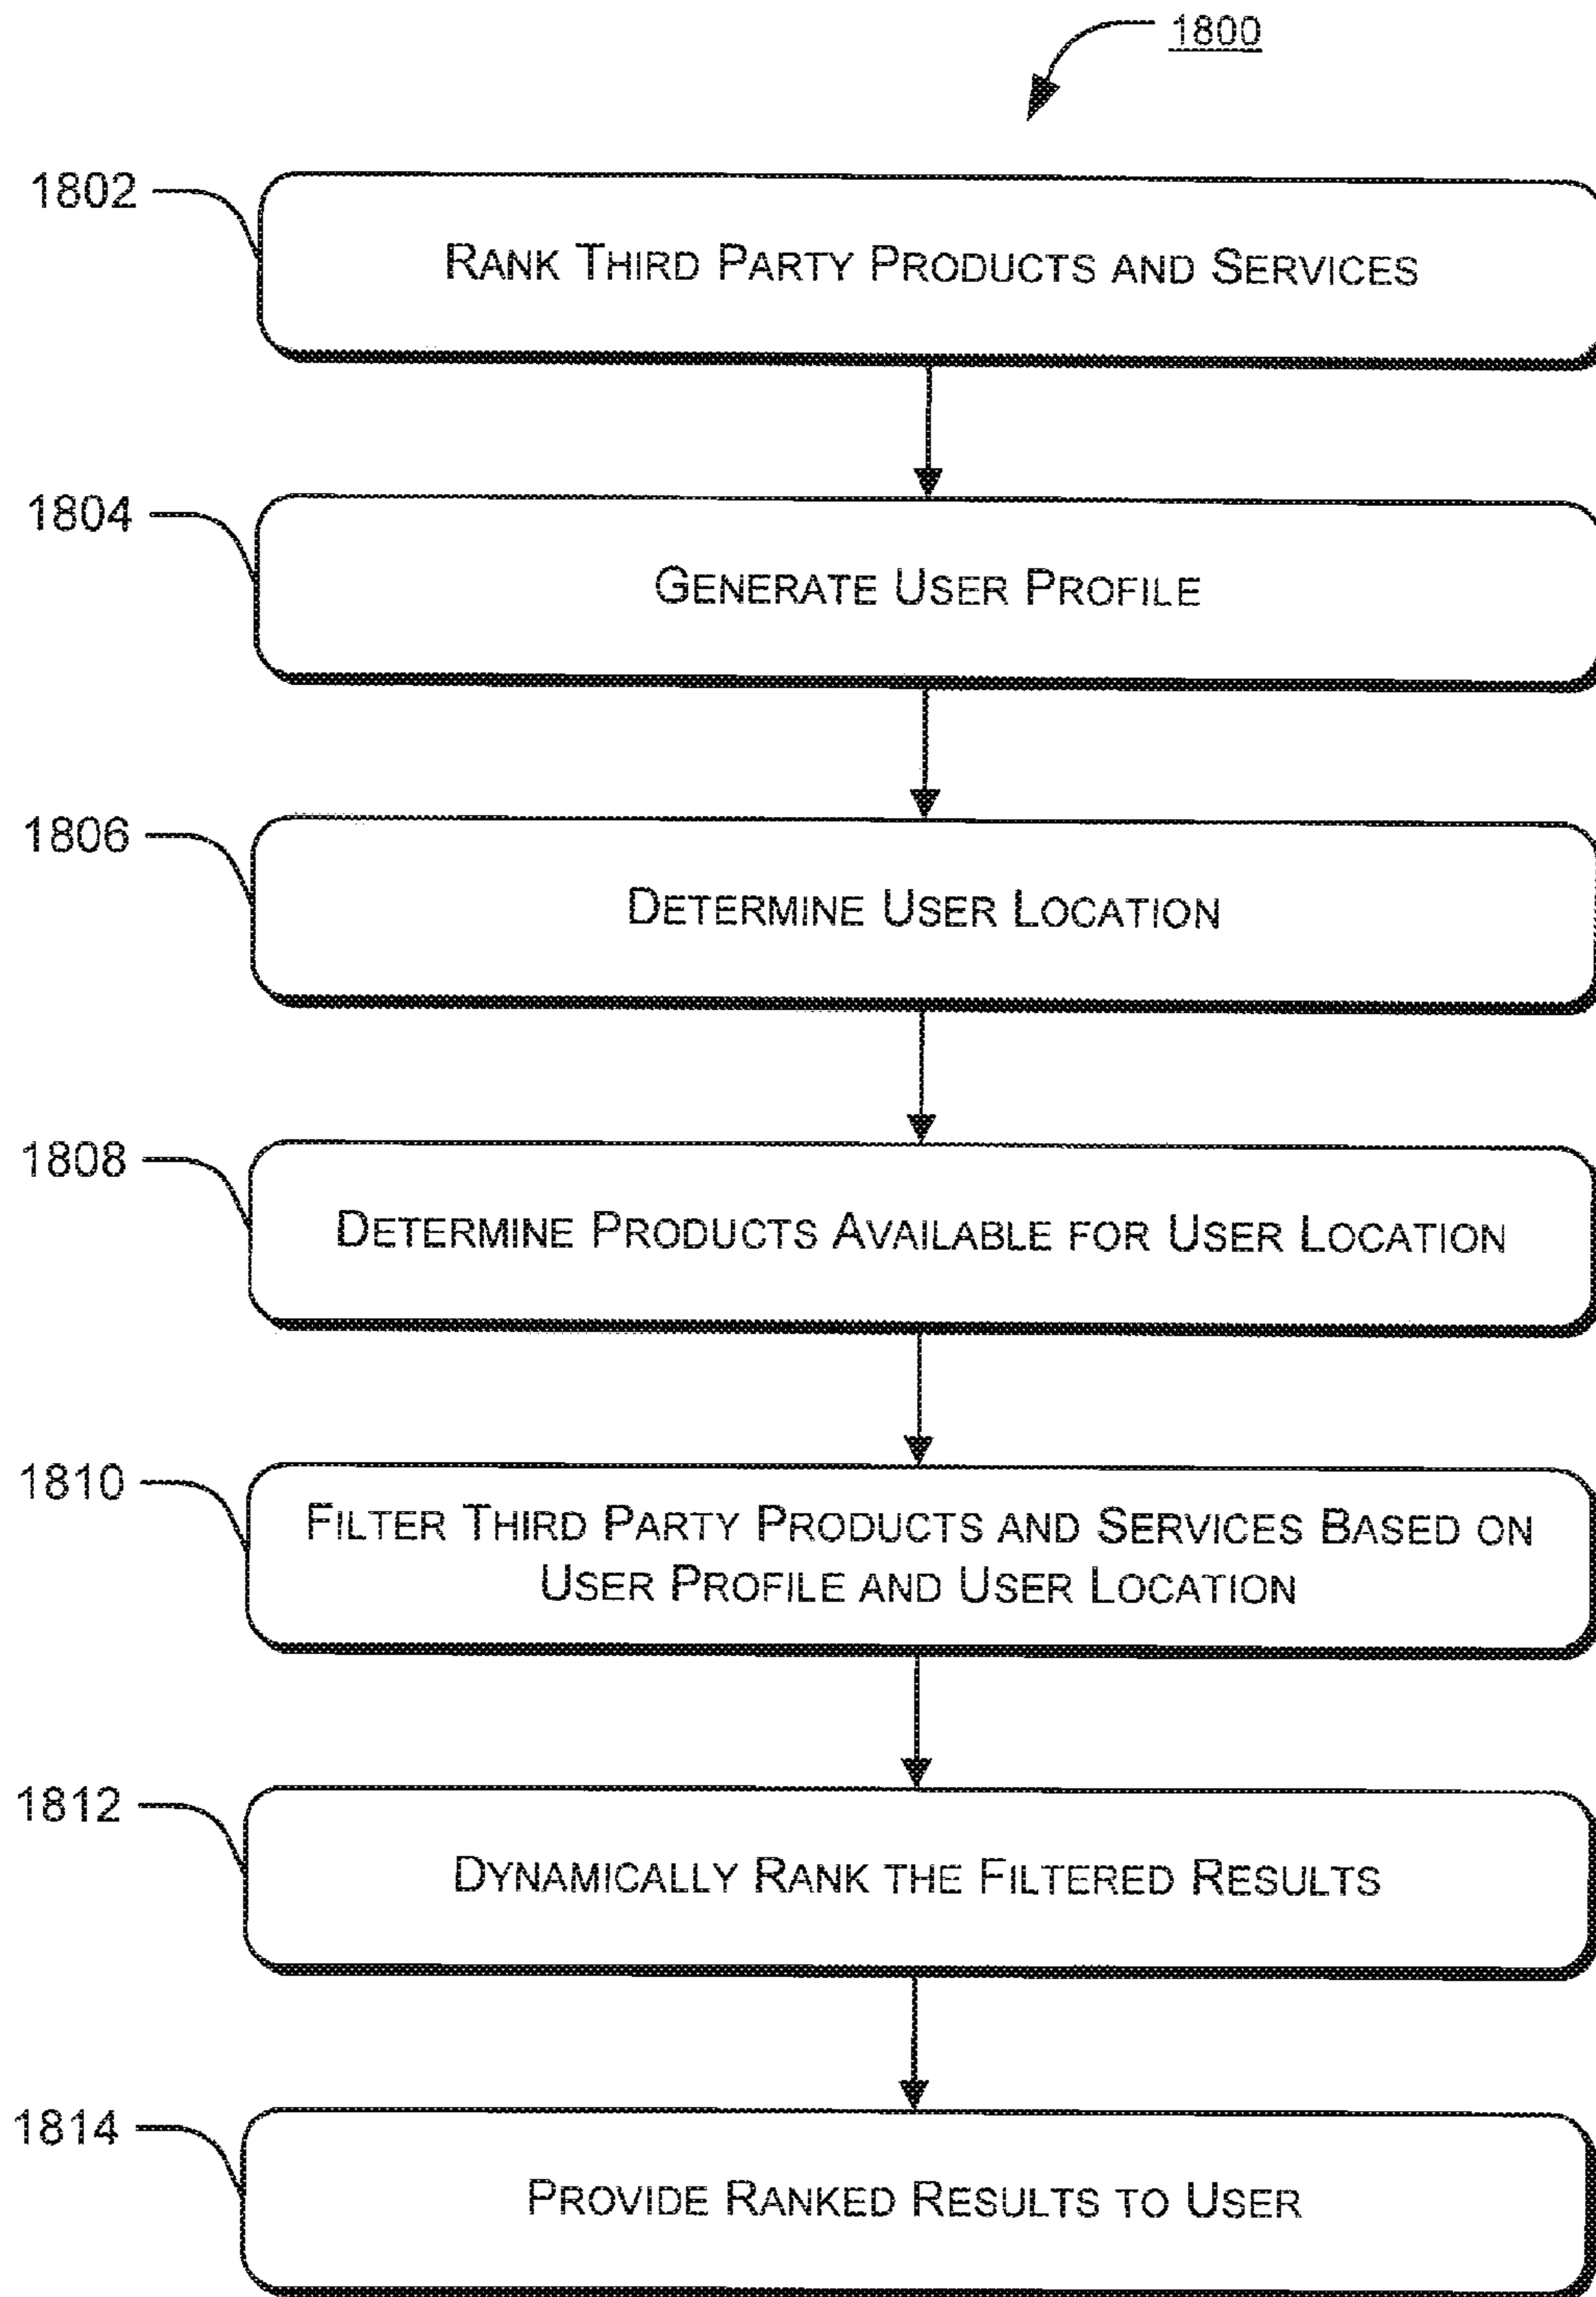 1800
1802
RANK THIRD PARTY PRODUCTS AND SERVICES
1804
GENERATE USER PROFILE
1806
DETERMINE USER LOCATION
1808
DETERMINE PRODUCTS AVAILABLE FOR USER LOCATION
1810
FILTER THIRD PARTY PRODUCTS AND SERVICES BASED ON
USER PROFILE AND USER LOCATION
1812
DYNAMICALLY RANK THE FILTERED RESULTS
1814
PROVIDE RANKED RESULTS TO USER